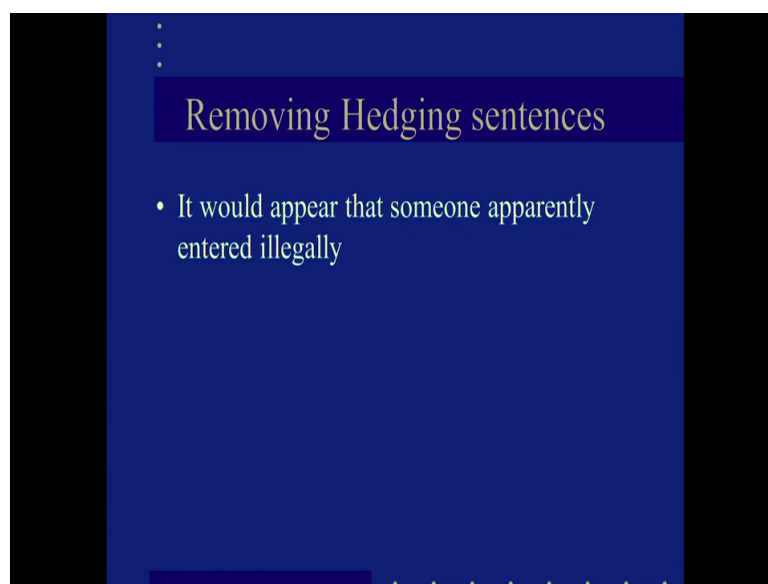 Removing Hedging sentences
• It would appear that someone apparently
entered illegally